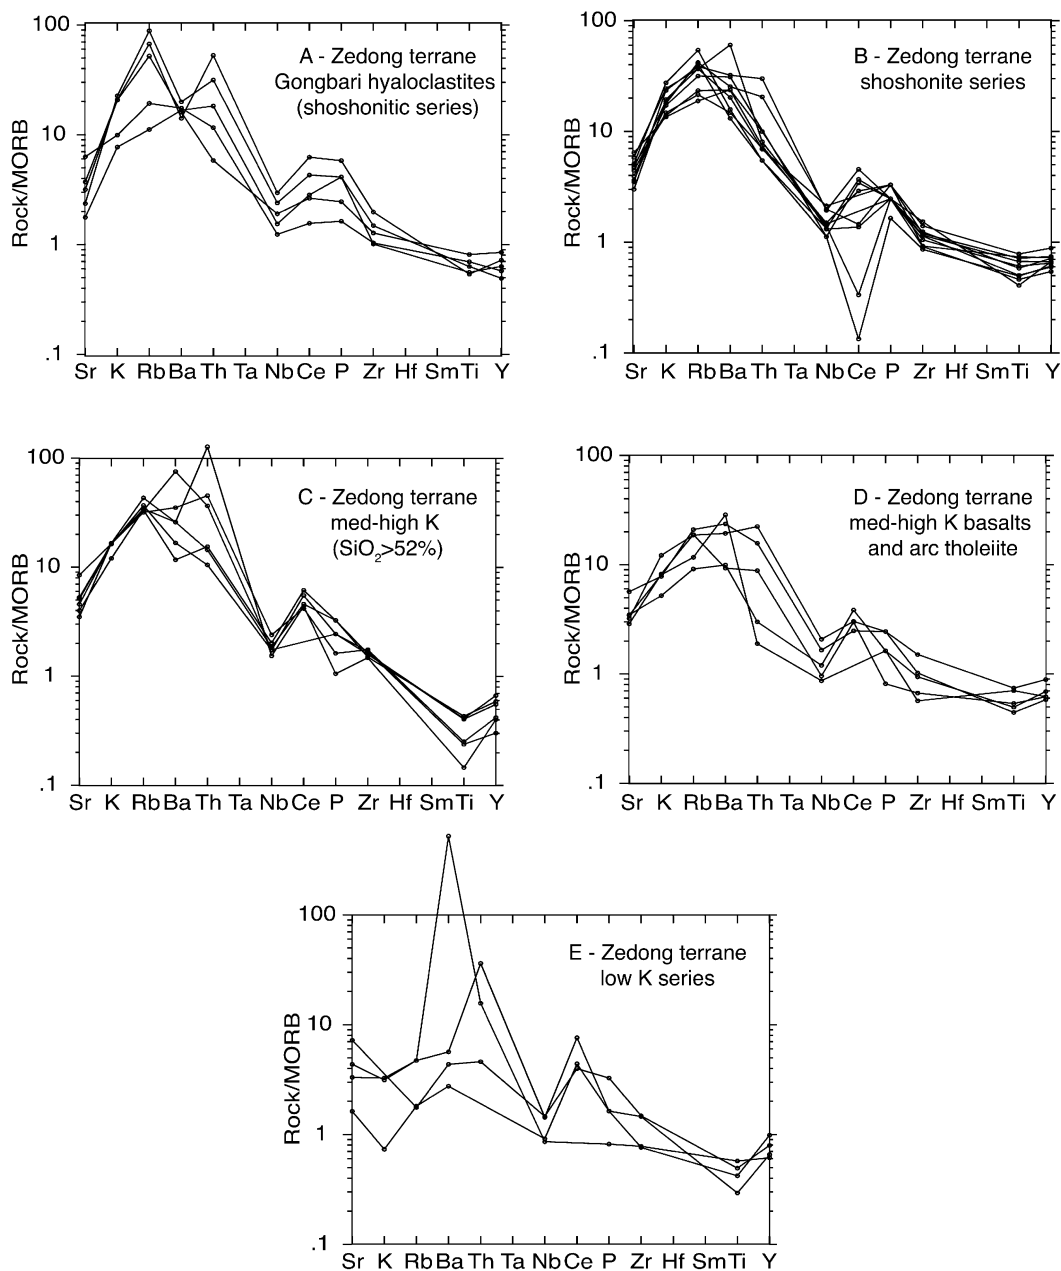 100
10
1
.1
Rock/MORB
A - Zedong terrane
Gongbari hyaloclastites
(shoshonitic series)
Sr K Rb Ba Th Ta Nb Ce P Zr Hf Sm Ti Y
100
10
1
.1
Rock/MORB
B - Zedong terrane
shoshonite series
Sr K Rb Ba Th Ta Nb Ce P Zr Hf Sm Ti Y
100
10
1
.1
Rock/MORB
C - Zedong terrane
med-high K
(SiO₂>52%)
Sr K Rb Ba Th Ta Nb Ce P Zr Hf Sm Ti Y
100
10
1
.1
Rock/MORB
D - Zedong terrane
med-high K basalts
and arc tholeiite
Sr K Rb Ba Th Ta Nb Ce P Zr Hf Sm Ti Y
100
10
1
.1
Rock/MORB
E - Zedong terrane
low K series
Sr K Rb Ba Th Ta Nb Ce P Zr Hf Sm Ti Y